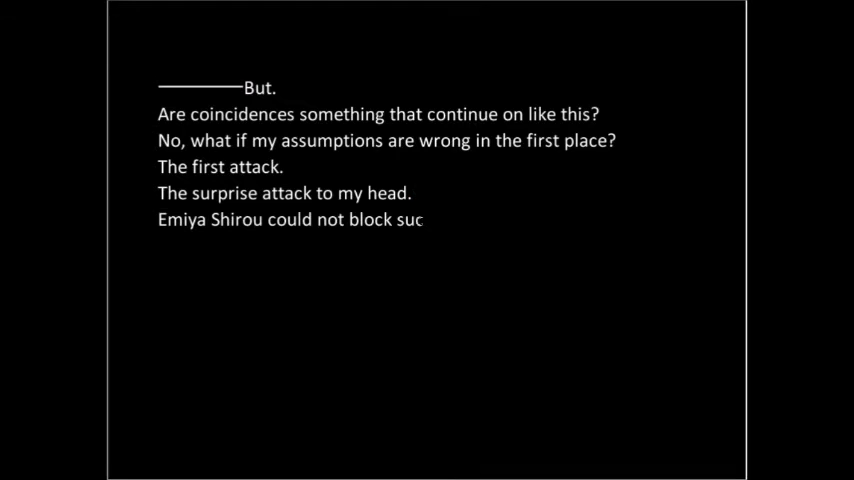 ————But.
Are coincidences something that continue on like this?
No, what if my assumptions are wrong in the first place?
The first attack.
The surprise attack to my head.
Emiya Shirou could not block suc